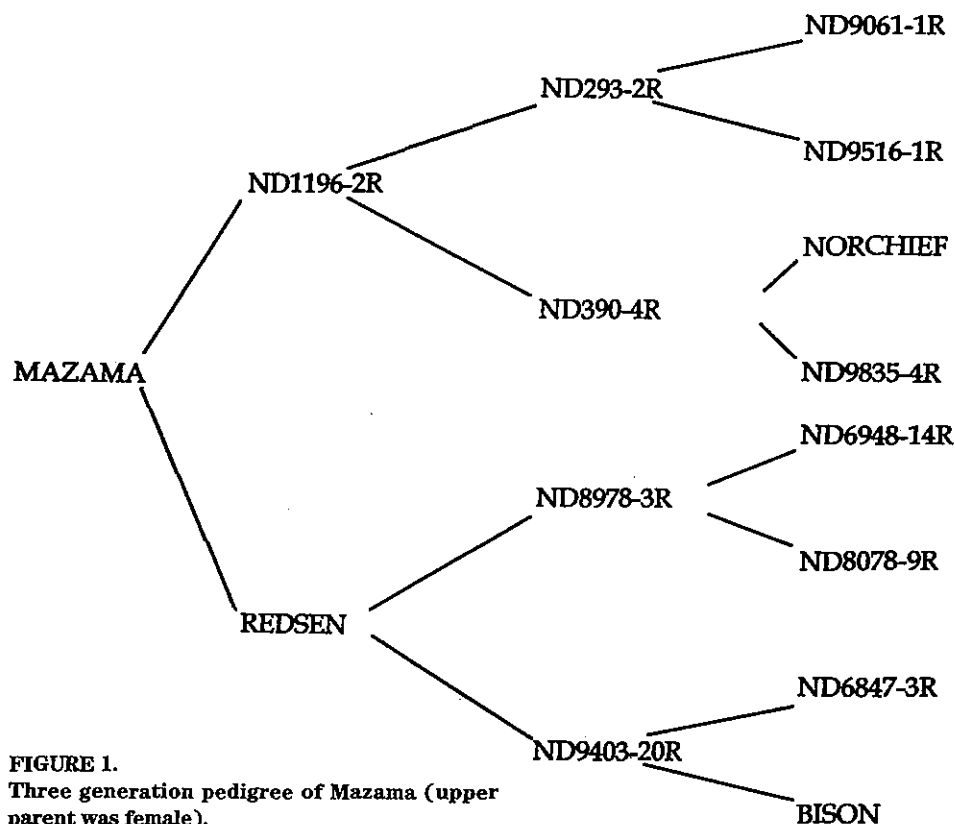 ND9061-1R
ND293-2R
ND9516-1R
ND1196-2R
NORCHIEF
ND390-4R
MAZAMA
ND9835-4R
ND6948-14R
ND8978-3R
ND8078-9R
REDSEN
ND6847-3R
ND9403-20R
BISON
FIGURE 1.
Three generation pedigree of Mazama (upper
parent was female).